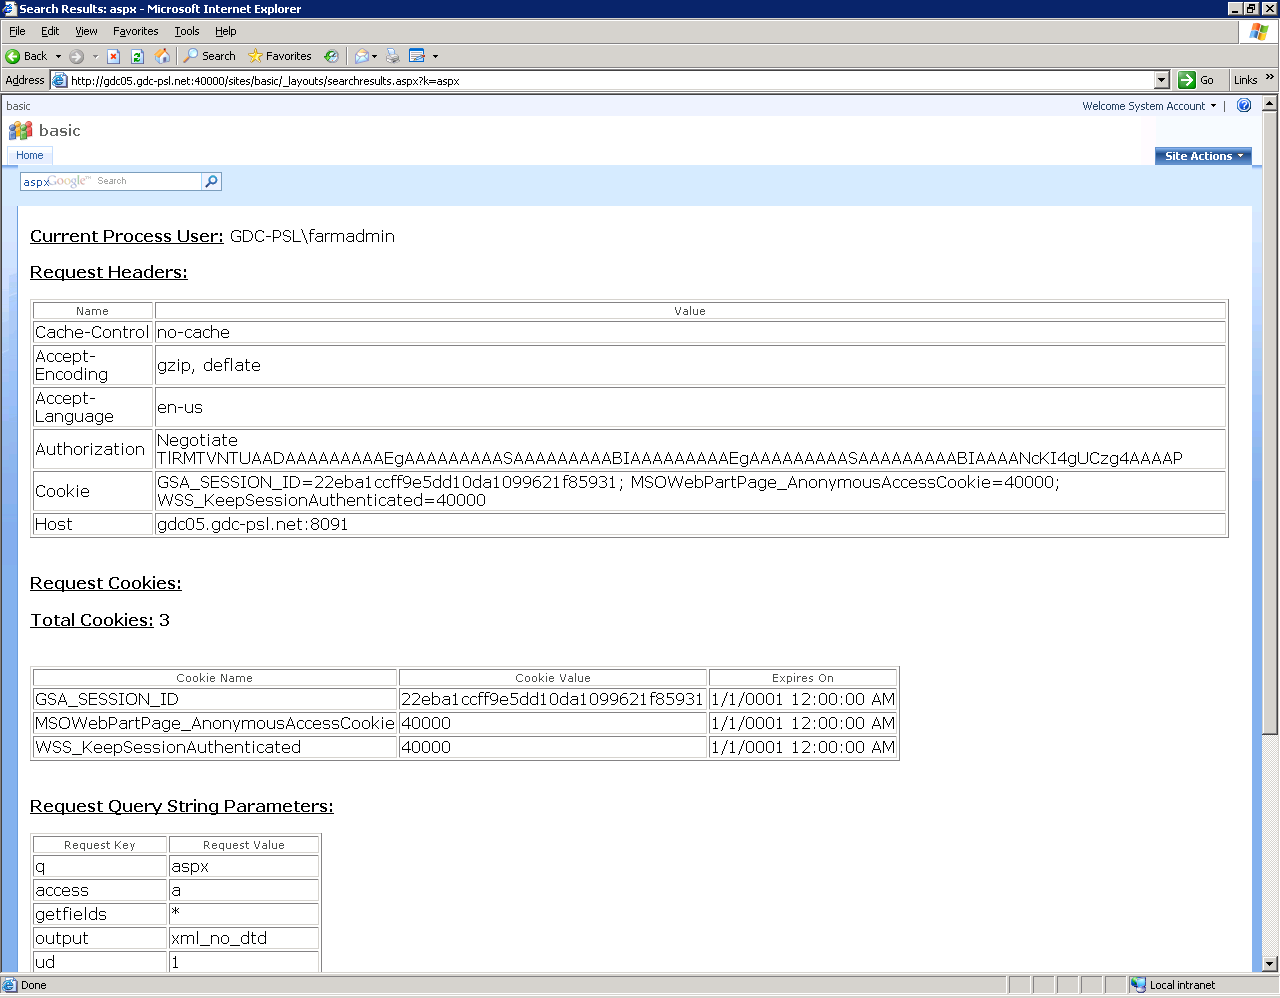 Search Results: aspx - Microsoft Internet Explorer
File Edit View Favorites Tools Help
Back Search Favorites
Address http://gdc05.gdc-psl.net:40000/sites/basic/_layouts/searchresults.aspx?k=aspx Go Links »
basic Welcome System Account
basic
Home Site Actions
aspx Google™ Search
Current Process User: GDC-PSL\farmadmin
Request Headers:
Name Value
Cache-Control no-cache
Accept-
Encoding gzip, deflate
Accept-
Language en-us
Authorization Negotiate
TlRMTVNTUAADAAAAAAAAAEgAAAAAAAAASAAAAAAAAABIAAAAAAAAAEgAAAAAAAAASAAAAAAAAABIAAAANcKI4gUCzg4AAAAP
Cookie GSA_SESSION_ID=22eba1ccff9e5dd10da1099621f85931; MSOWebPartPage_AnonymousAccessCookie=40000;
WSS_KeepSessionAuthenticated=40000
Host gdc05.gdc-psl.net:8091
Request Cookies:
Total Cookies: 3
Cookie Name Cookie Value Expires On
GSA_SESSION_ID 22eba1ccff9e5dd10da1099621f85931 1/1/0001 12:00:00 AM
MSOWebPartPage_AnonymousAccessCookie 40000 1/1/0001 12:00:00 AM
WSS_KeepSessionAuthenticated 40000 1/1/0001 12:00:00 AM
Request Query String Parameters:
Request Key Request Value
q aspx
access a
getfields *
output xml_no_dtd
ud 1
Done Local intranet